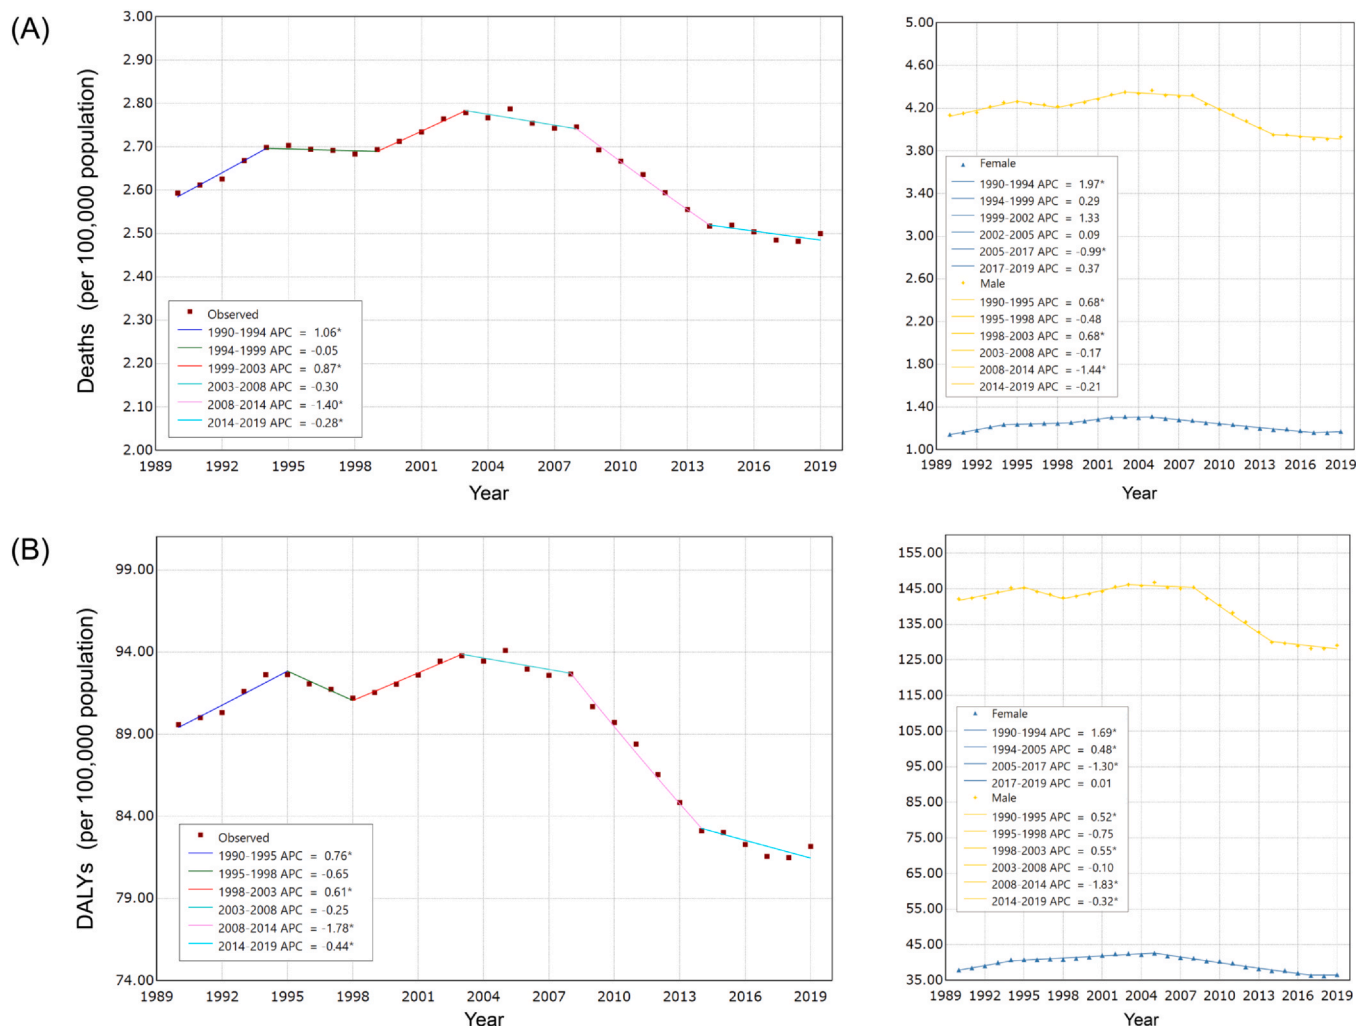 (A)
Deaths (per 100,000 population)
3.00
2.90
2.80
2.70
2.60
2.50
2.40
2.30
2.20
2.10
2.00
Observed
1990-1994 APC = 1.06*
1994-1999 APC = -0.05
1999-2003 APC = 0.87*
2003-2008 APC = -0.30
2008-2014 APC = -1.40*
2014-2019 APC = -0.28*
1989 1992 1995 1998 2001 2004 2007 2010 2013 2016 2019
Year
5.00
4.60
4.20
3.80
3.40
3.00
2.60
2.20
1.80
1.40
1.00
Female
1990-1994 APC = 1.97*
1994-1999 APC = 0.29
1999-2002 APC = 1.33
2002-2005 APC = 0.09
2005-2017 APC = -0.99*
2017-2019 APC = 0.37
Male
1990-1995 APC = 0.68*
1995-1998 APC = -0.48
1998-2003 APC = 0.68*
2003-2008 APC = -0.17
2008-2014 APC = -1.44*
2014-2019 APC = -0.21
1989 1992 1995 1998 2001 2004 2007 2010 2013 2016 2019
Year
(B)
DALYs (per 100,000 population)
99.00
94.00
89.00
84.00
79.00
74.00
Observed
1990-1995 APC = 0.76*
1995-1998 APC = -0.65
1998-2003 APC = 0.61*
2003-2008 APC = -0.25
2008-2014 APC = -1.78*
2014-2019 APC = -0.44*
1989 1992 1995 1998 2001 2004 2007 2010 2013 2016 2019
Year
155.00
145.00
135.00
125.00
115.00
105.00
95.00
85.00
75.00
65.00
55.00
45.00
35.00
Female
1990-1994 APC = 1.69*
1994-2005 APC = 0.48*
2005-2017 APC = -1.30*
2017-2019 APC = 0.01
Male
1990-1995 APC = 0.52*
1995-1998 APC = -0.75
1998-2003 APC = 0.55*
2003-2008 APC = -0.10
2008-2014 APC = -1.83*
2014-2019 APC = -0.32*
1989 1992 1995 1998 2001 2004 2007 2010 2013 2016 2019
Year